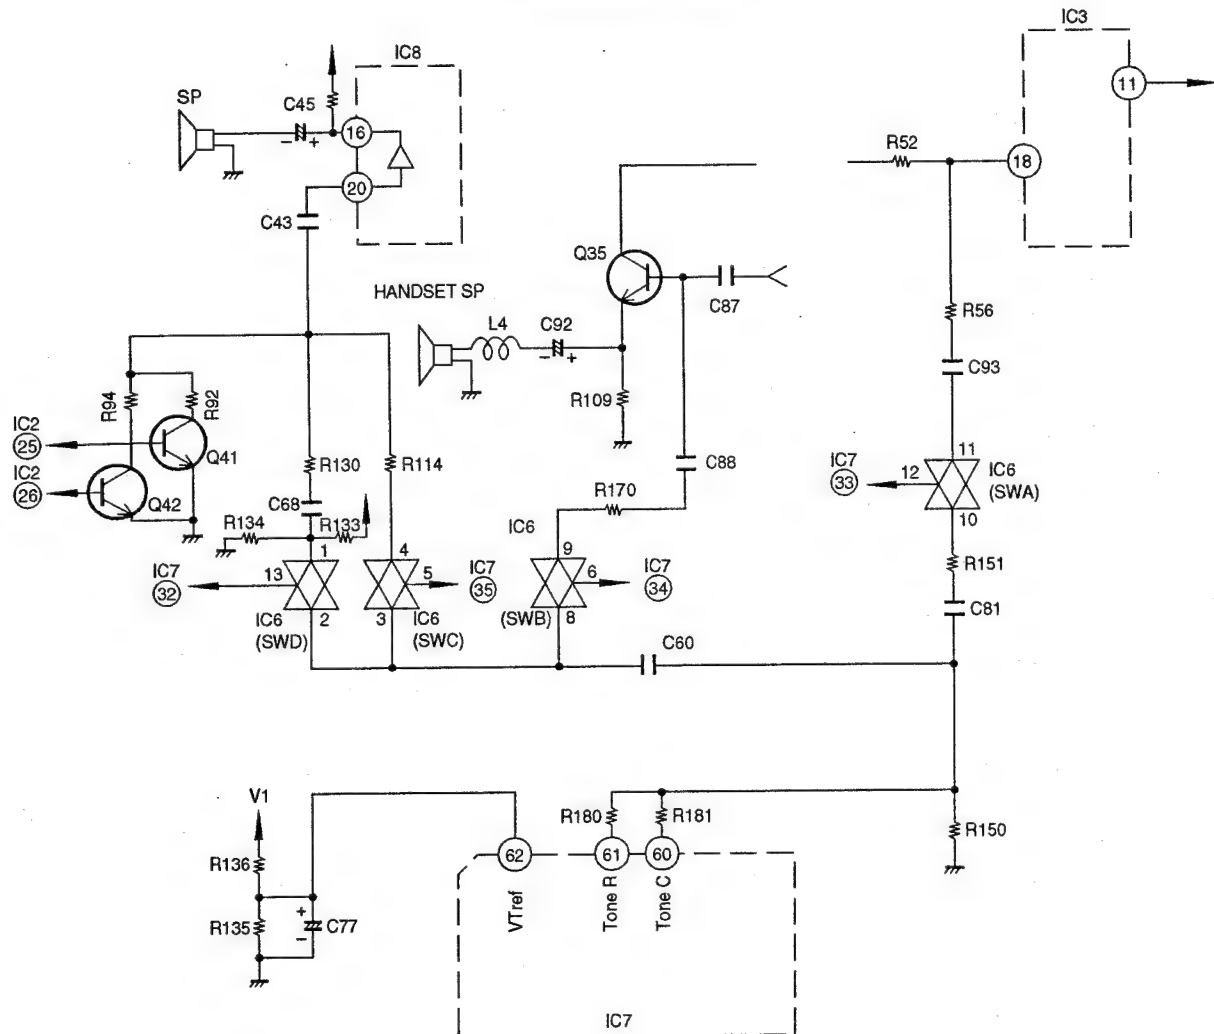 IC3
IC8
11
SP
C45
16
- +
R52
18
20
C43
Q35
C87
HANDSET SP
L4
C92
- +
R56
C93
R109
R94
R92
IC2
25
Q41
IC2
26
Q42
R130
R114
C88
IC7
33
12
11
IC6
(SWA)
10
C68
R170
R134
R133
IC6
R151
1
4
9
IC7
32
13
5
IC7
35
6
IC7
34
C81
2
IC6
(SWD)
3
IC6
(SWC)
(SWB)
8
C60
V1
R180
R181
R150
R136
62
61
60
R135
+
-
C77
VTref
Tone R
Tone C
IC7